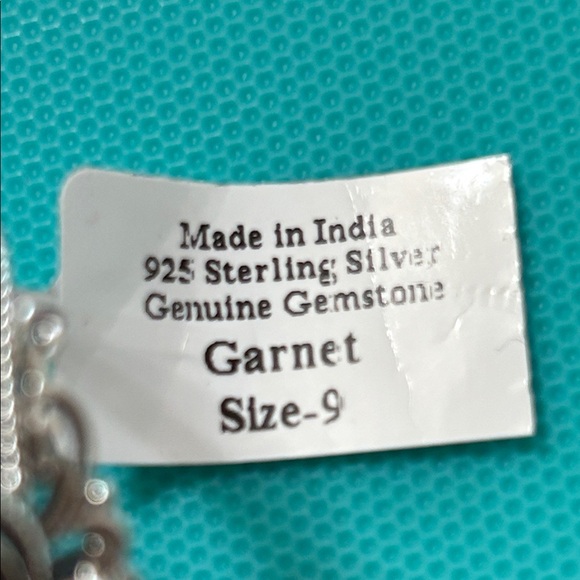 Made in India
925 Sterling Silver
Genuine Gemstone
Garnet
Size-9